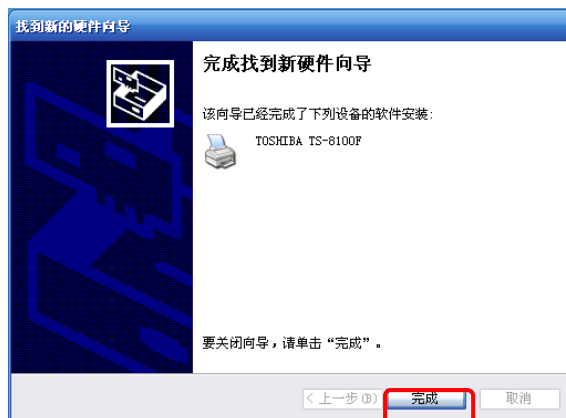 找到新的硬件向导
完成找到新硬件向导
该向导已经完成了下列设备的软件安装:
TOSHIBA TS-8100F
要关闭向导，请单击“完成”。
< 上一步(B)  完成  取消